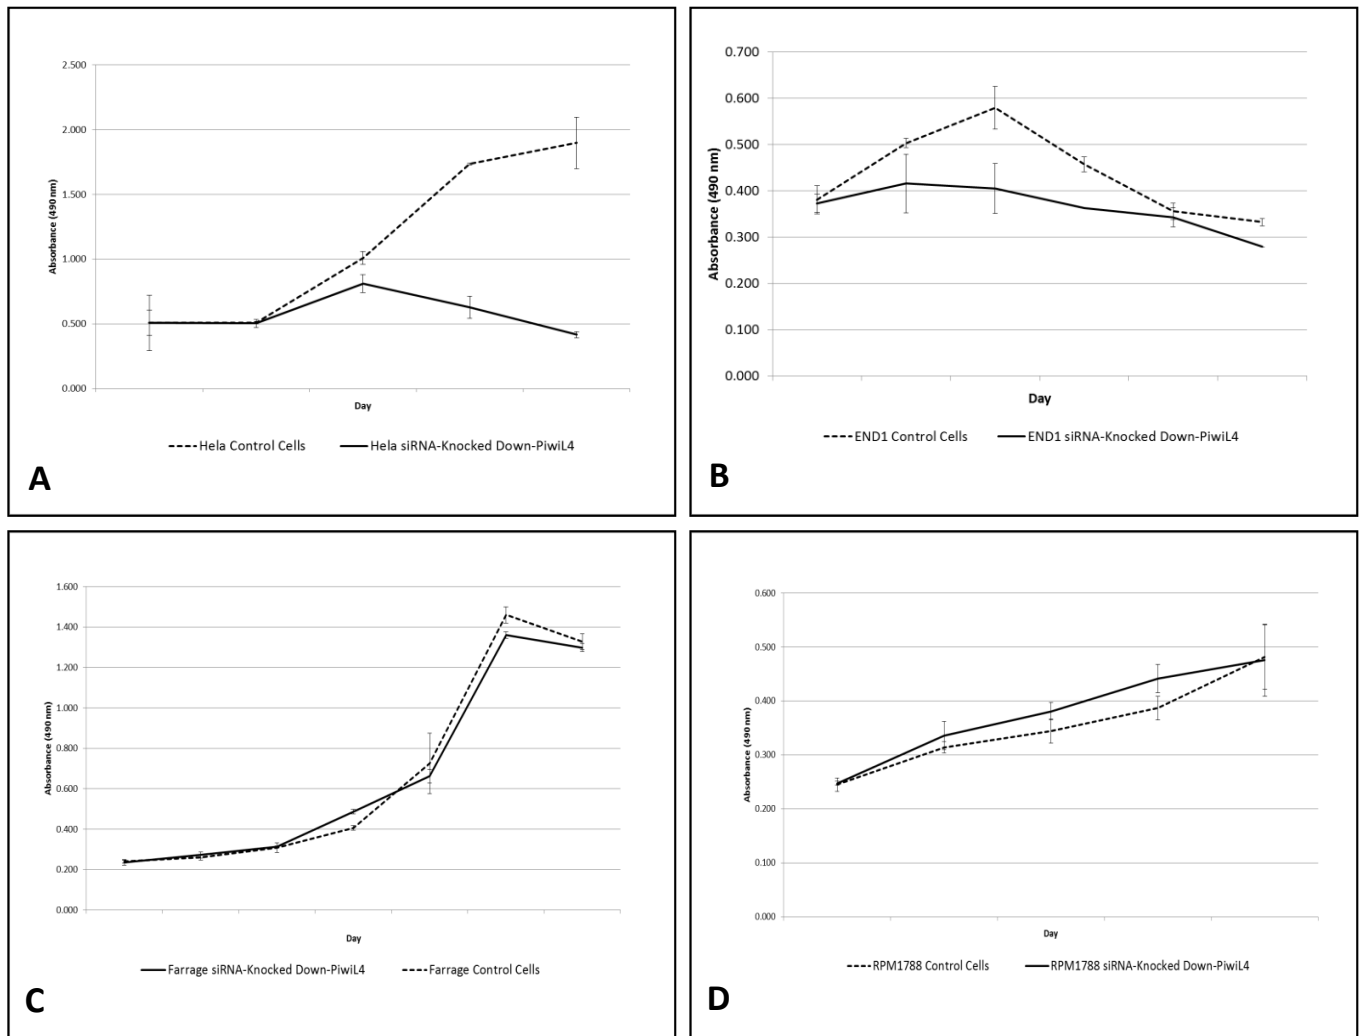 2.500
2.000
1.500
1.000
0.500
0.000
Absorbance (490 nm)
Day
Hela Control Cells
Hela siRNA-Knocked Down-PiwiL4
A
0.700
0.600
0.500
0.400
0.300
0.200
0.100
0.000
Absorbance (490 nm)
Day
END1 Control Cells
END1 siRNA-Knocked Down-PiwiL4
B
1.600
1.400
1.200
1.000
0.800
0.600
0.400
0.200
0.000
Absorbance (490 nm)
Day
Farrage siRNA-Knocked Down-PiwiL4
Farrage Control Cells
C
0.600
0.500
0.400
0.300
0.200
0.100
0.000
Absorbance (490 nm)
Day
RPM1788 Control Cells
RPM1788 siRNA-Knocked Down-PiwiL4
D